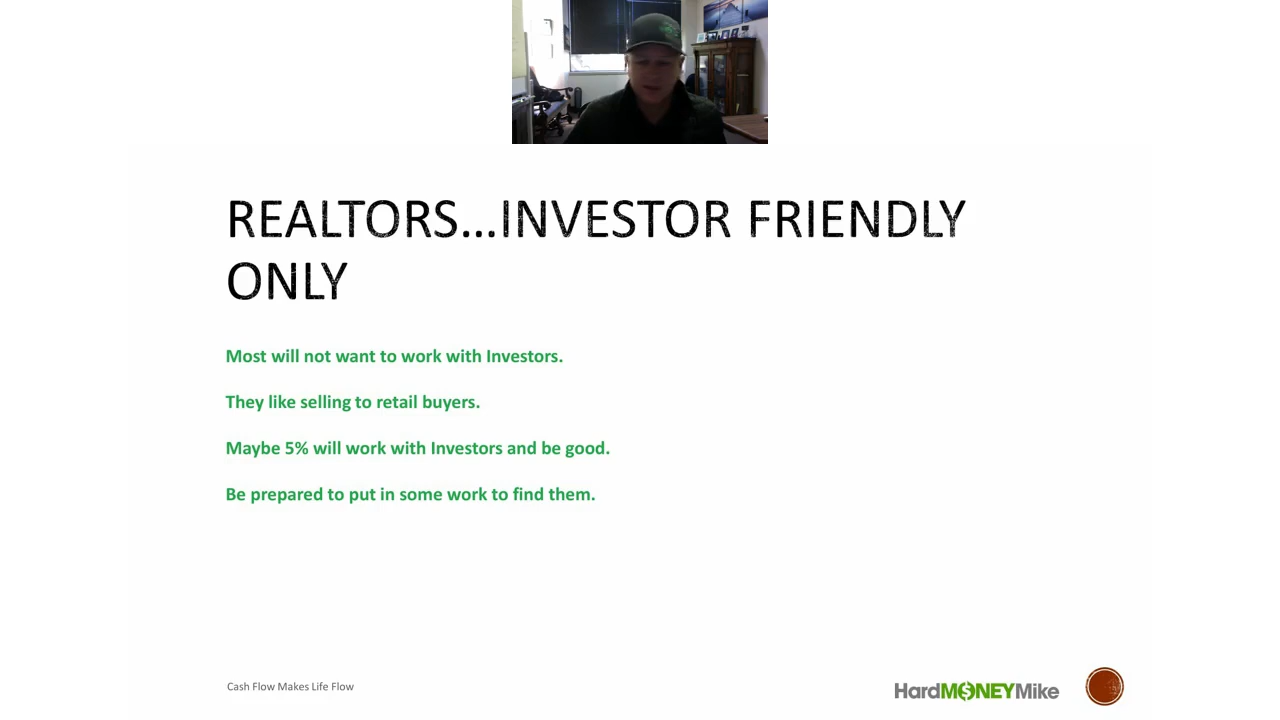 REALTORS...INVESTOR FRIENDLY
ONLY
Most will not want to work with Investors.
They like selling to retail buyers.
Maybe 5% will work with Investors and be good.
Be prepared to put in some work to find them.
Cash Flow Makes Life Flow
HardMONEYMike